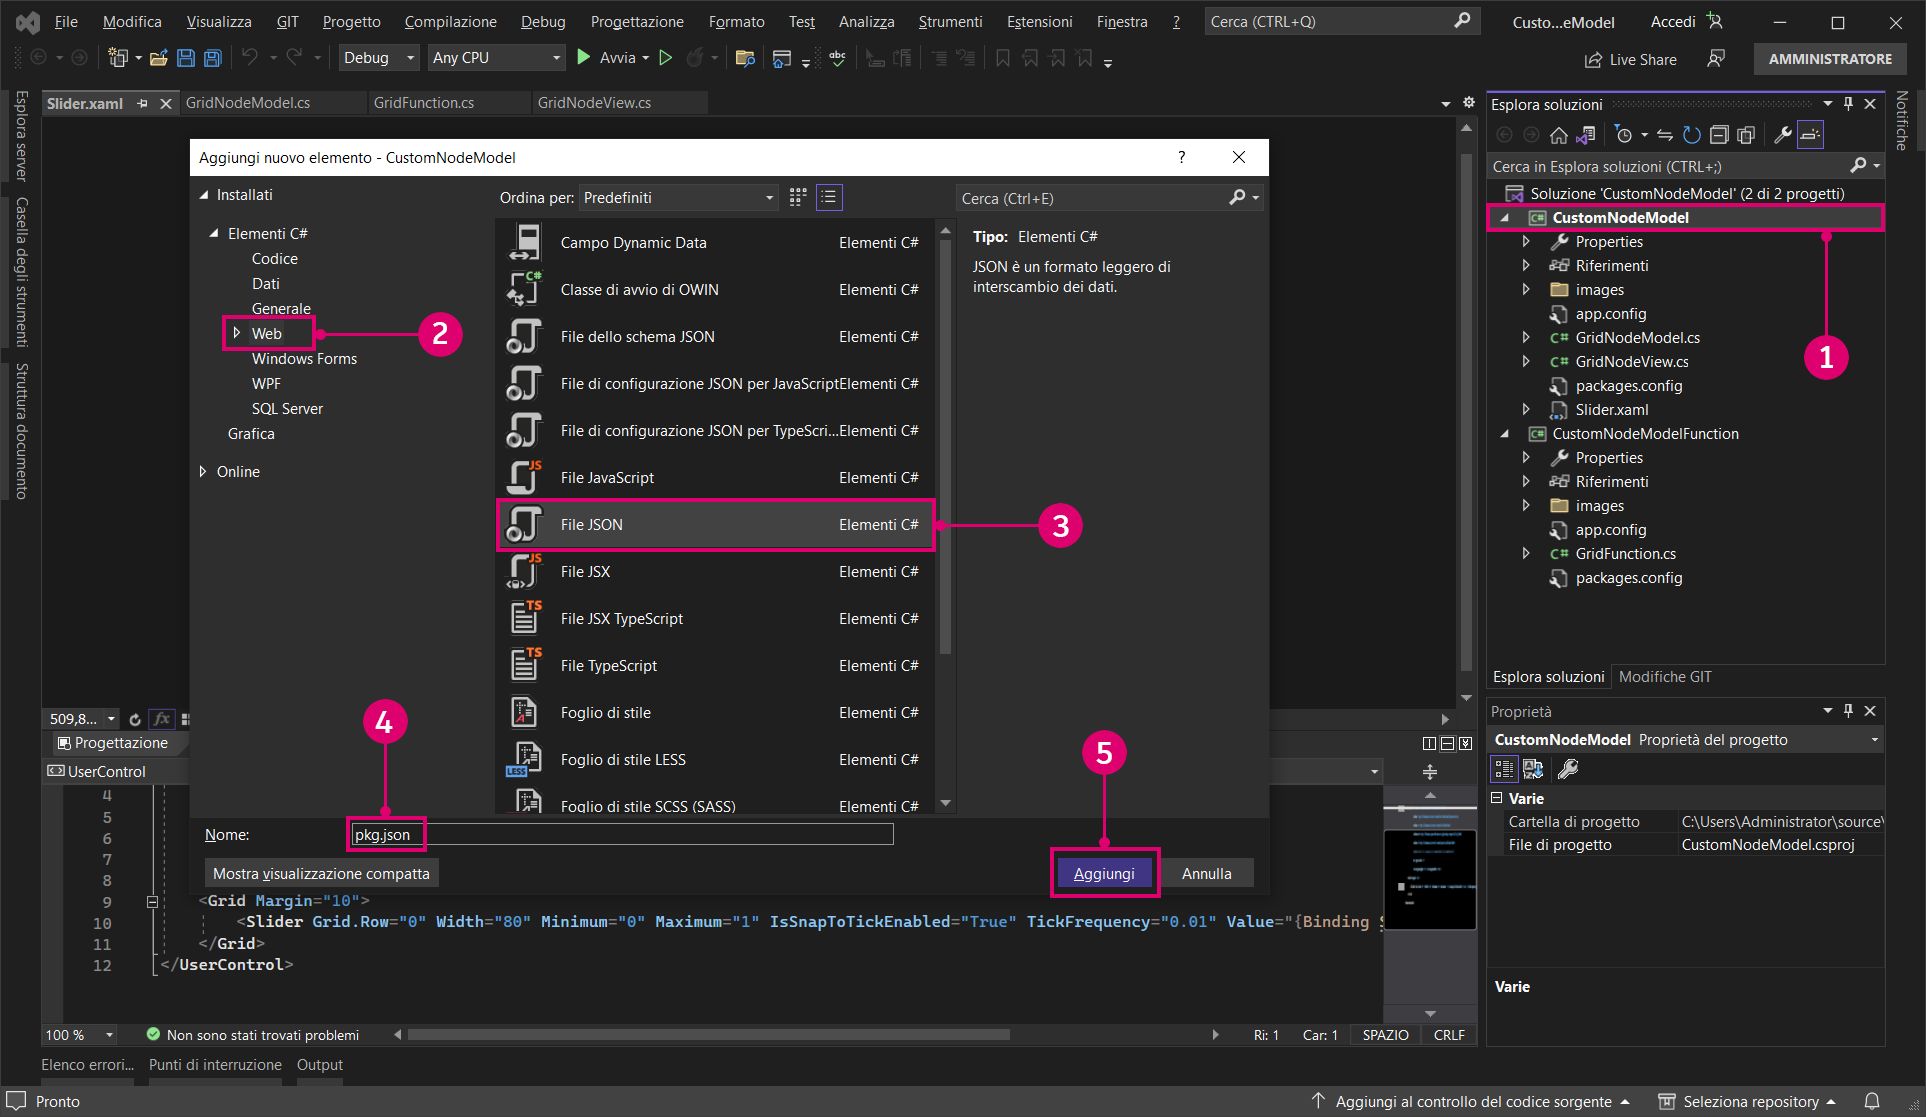 File Modifica Visualizza GIT Progetto Compilazione Debug Progettazione Formato Test Analizza Strumenti Estensioni Finestra ? Cerca (CTRL+Q) Custo...eModel Accedi
Debug Any CPU Avvia abc Live Share AMMINISTRATORE
Esplora server
Casella degli strumenti
Struttura documento
Slider.xaml GridNodeModel.cs GridFunction.cs GridNodeView.cs
Aggiungi nuovo elemento - CustomNodeModel ?
Installati
Elementi C#
Codice
Dati
Generale
Web
Windows Forms
WPF
SQL Server
Grafica
Online
2
Ordina per: Predefiniti
Cerca (Ctrl+E)
Campo Dynamic Data Elementi C#
Classe di avvio di OWIN Elementi C#
File dello schema JSON Elementi C#
File di configurazione JSON per JavaScript Elementi C#
File di configurazione JSON per TypeScri... Elementi C#
File JavaScript Elementi C#
File JSON Elementi C#
File JSX Elementi C#
File JSX TypeScript Elementi C#
File TypeScript Elementi C#
Foglio di stile Elementi C#
Foglio di stile LESS Elementi C#
Foglio di stile SCSS (SASS) Elementi C#
Tipo: Elementi C#
JSON è un formato leggero di
interscambio dei dati.
3
4
5
Nome: pkg.json
Mostra visualizzazione compatta Aggiungi Annulla
509,8...
Progettazione
UserControl
4
5
6
7
8
9 <Grid Margin="10">
10 <Slider Grid.Row="0" Width="80" Minimum="0" Maximum="1" IsSnapToTickEnabled="True" TickFrequency="0.01" Value="{Binding
11 </Grid>
12 </UserControl>
100 % Non sono stati trovati problemi Ri: 1 Car: 1 SPAZIO CRLF
Elenco errori... Punti di interruzione Output
Esplora soluzioni
Cerca in Esplora soluzioni (CTRL+;)
Soluzione 'CustomNodeModel' (2 di 2 progetti)
CustomNodeModel
Properties
Riferimenti
images
app.config
GridNodeModel.cs
GridNodeView.cs
packages.config
Slider.xaml
CustomNodeModelFunction
Properties
Riferimenti
images
app.config
GridFunction.cs
packages.config
1
Esplora soluzioni Modifiche GIT
Proprietà
CustomNodeModel Proprietà del progetto
Varie
Cartella di progetto C:\Users\Administrator\source\
File di progetto CustomNodeModel.csproj
Varie
Notifiche
Pronto Aggiungi al controllo del codice sorgente Seleziona repository